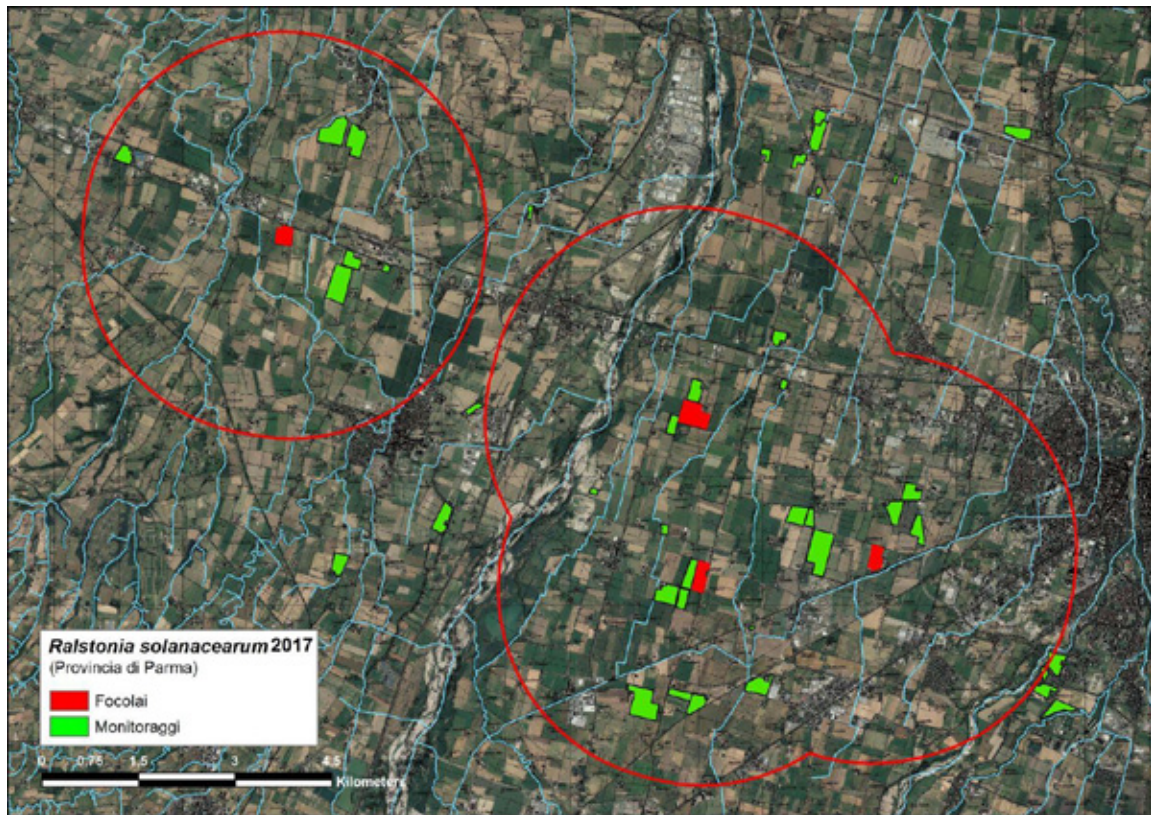 Ralstonia solanacearum 2017
(Provincia di Parma)
Focolai
Monitoraggi
0 0.75 1.5 3 4.5
Kilometers